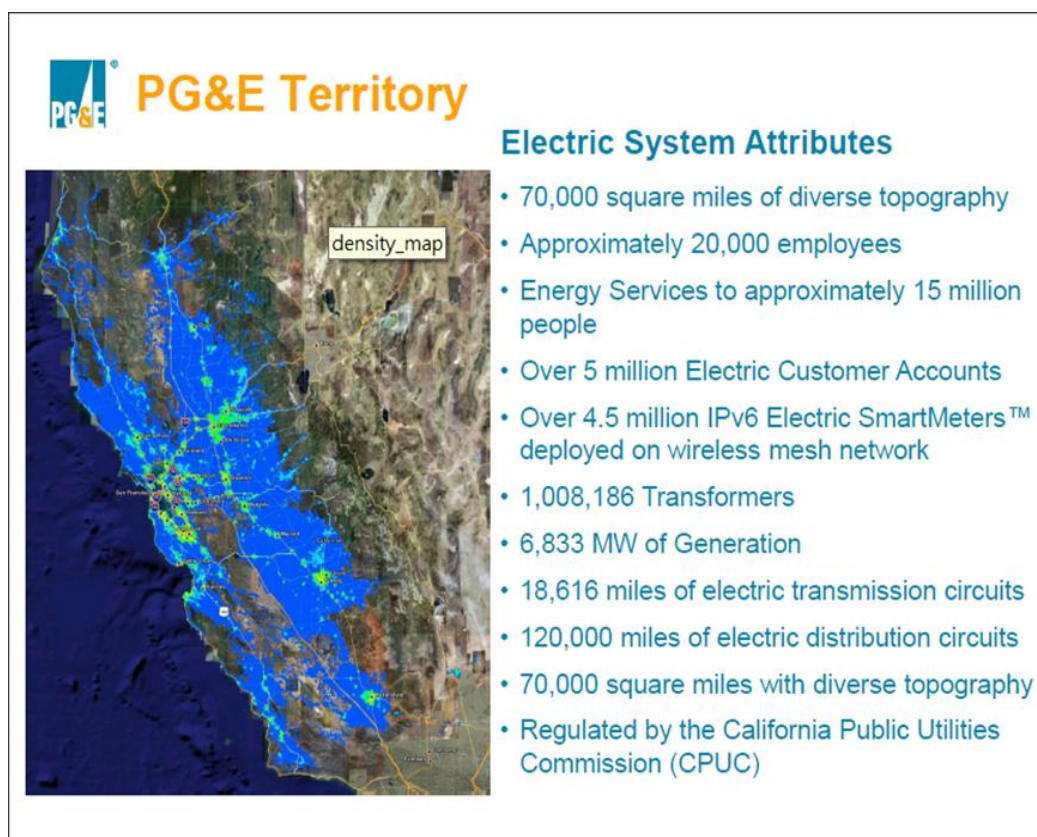 PG&E
PG&E Territory
Electric System Attributes
density_map
• 70,000 square miles of diverse topography
• Approximately 20,000 employees
• Energy Services to approximately 15 million
people
• Over 5 million Electric Customer Accounts
• Over 4.5 million IPv6 Electric SmartMeters™
deployed on wireless mesh network
• 1,008,186 Transformers
• 6,833 MW of Generation
• 18,616 miles of electric transmission circuits
• 120,000 miles of electric distribution circuits
• 70,000 square miles with diverse topography
• Regulated by the California Public Utilities
Commission (CPUC)